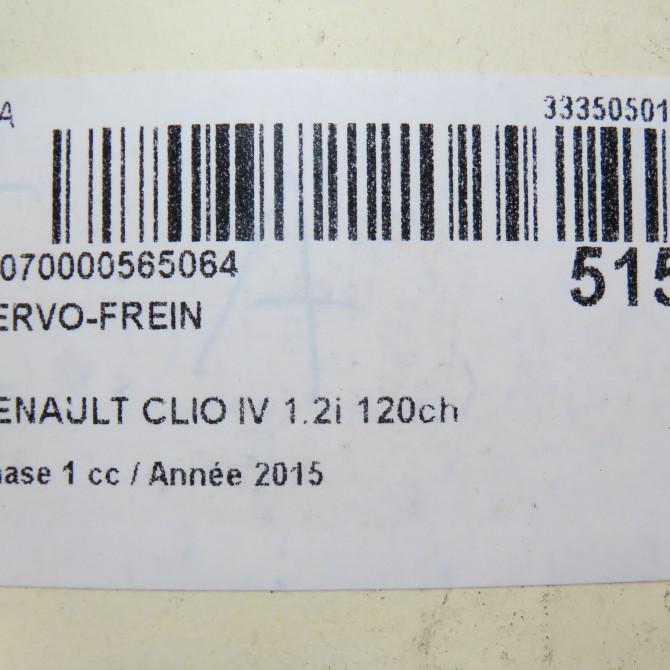 A 33350501
070000565064
515
ERVO-FREIN
ENAULT CLIO IV 1.2i 120ch
ase 1 cc / Année 2015